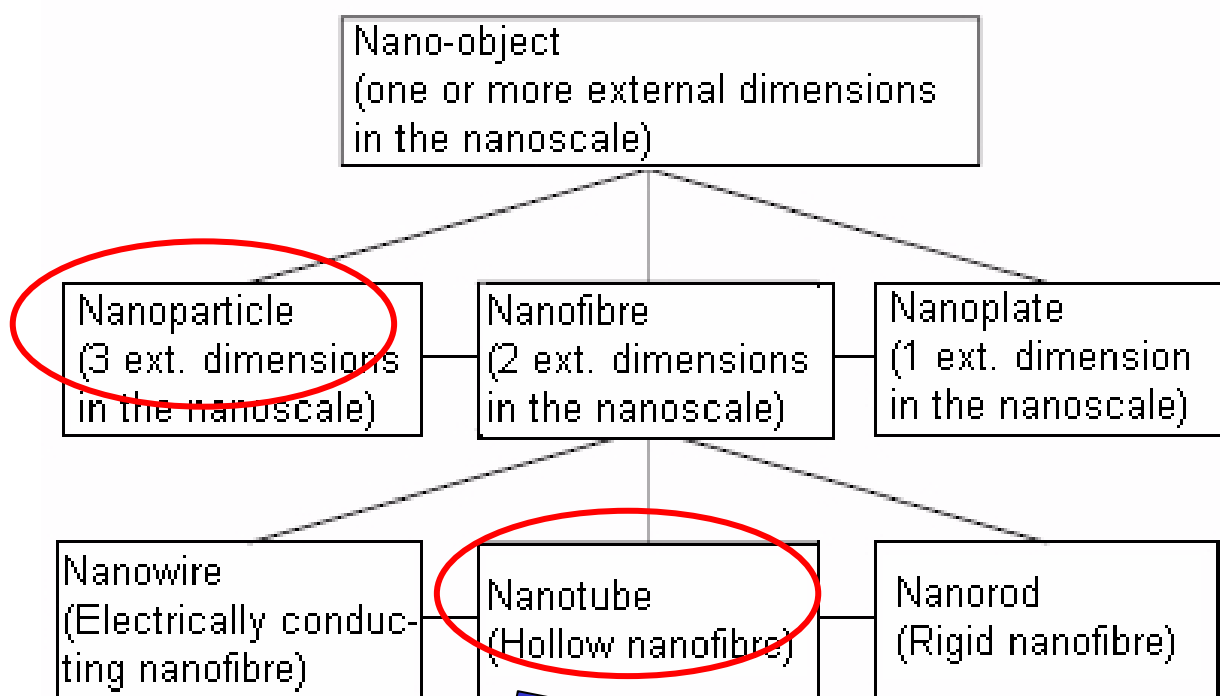 Nano-object
(one or more external dimensions
in the nanoscale)
Nanoparticle
(3 ext. dimensions
in the nanoscale)
Nanofibre
(2 ext. dimensions
in the nanoscale)
Nanoplate
(1 ext. dimension
in the nanoscale)
Nanowire
(Electrically conduc-
ting nanofibre)
Nanotube
(Hollow nanofibre)
Nanorod
(Rigid nanofibre)